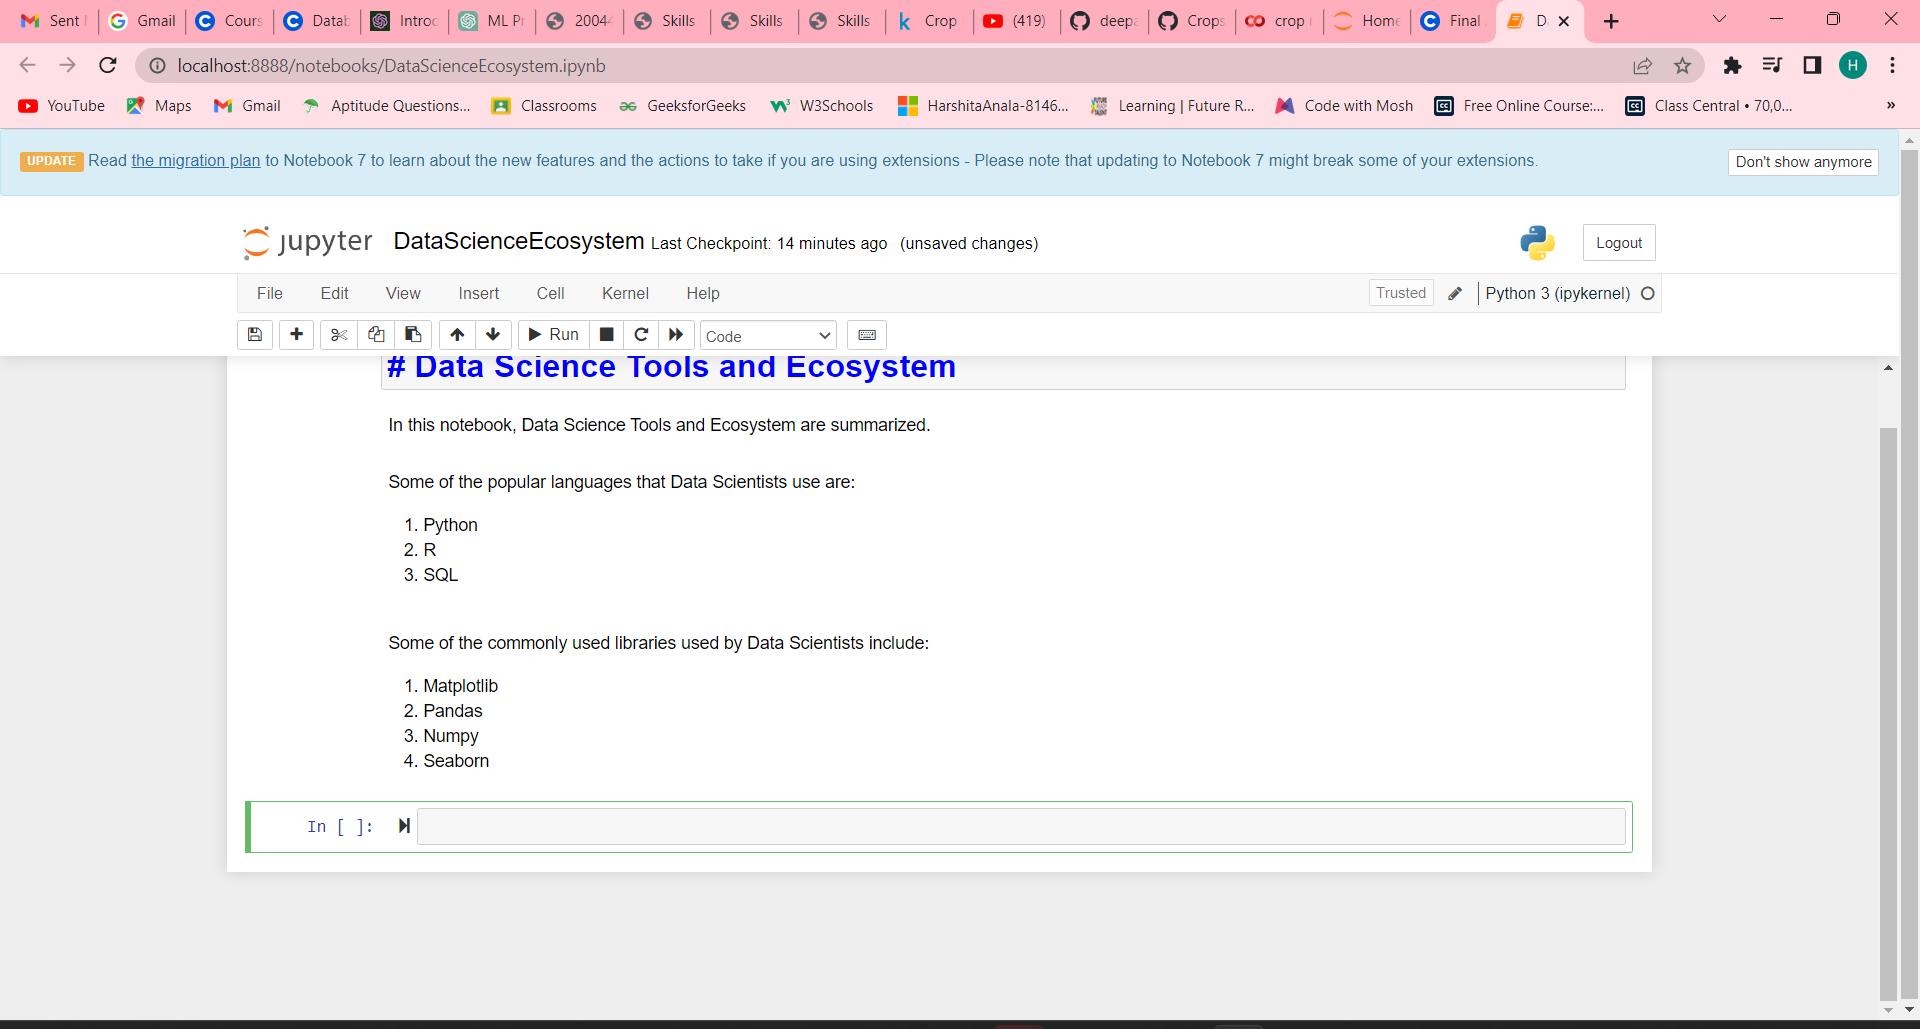 Sent
Gmail
Cours
Datab
Introd
ML Pr
20044
Skills
Skills
Skills
Crop
(419)
deepa
Crops
crop
Home
Final
D
localhost:8888/notebooks/DataScienceEcosystem.ipynb
H
YouTube
Maps
Gmail
Aptitude Questions...
Classrooms
GeeksforGeeks
W3Schools
HarshitaAnala-8146...
Learning | Future R...
Code with Mosh
Free Online Course:...
Class Central • 70,0...
»
UPDATE Read the migration plan to Notebook 7 to learn about the new features and the actions to take if you are using extensions - Please note that updating to Notebook 7 might break some of your extensions.
Don't show anymore
jupyter DataScienceEcosystem Last Checkpoint: 14 minutes ago (unsaved changes)
Logout
File Edit View Insert Cell Kernel Help
Trusted
Python 3 (ipykernel)
Run
Code
# Data Science Tools and Ecosystem
In this notebook, Data Science Tools and Ecosystem are summarized.
Some of the popular languages that Data Scientists use are:
1. Python
2. R
3. SQL
Some of the commonly used libraries used by Data Scientists include:
1. Matplotlib
2. Pandas
3. Numpy
4. Seaborn
In [ ]: